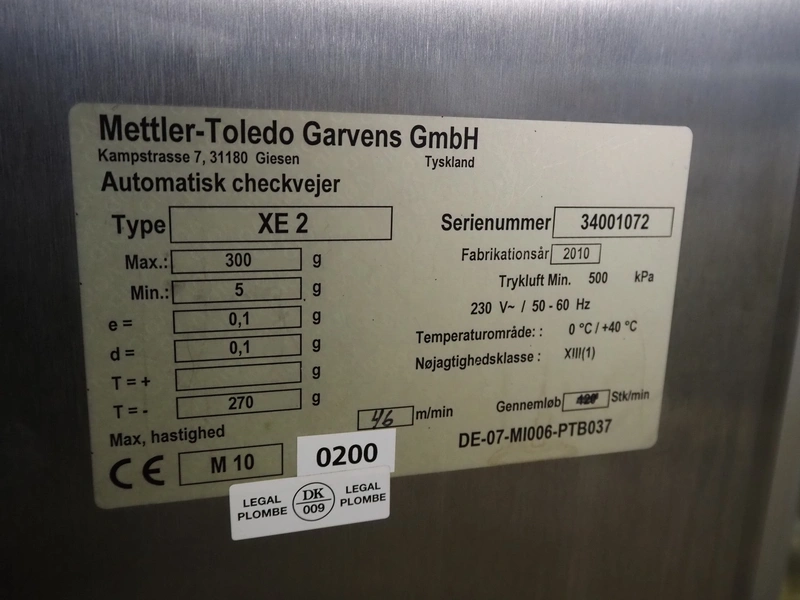 Mettler-Toledo Garvens GmbH
Kampstrasse 7, 31180 Giesen Tyskland
Automatisk checkvejer
Type XE 2 Serienummer 34001072
Fabrikationsår 2010
Max.: 300 g
Trykluft Min. 500 kPa
Min.: 5 g
230 V~ / 50 - 60 Hz
e = 0,1 g
Temperaturområde: : 0 °C / +40 °C
d = 0,1 g
Nøjagtighedsklasse : XIII(1)
T = + g
T = - 270 g
Gennemløb Stk/min
Max, hastighed 46 m/min
DE-07-MI006-PTB037
CE M 10 0200
LEGAL PLOMBE DK 009 LEGAL PLOMBE